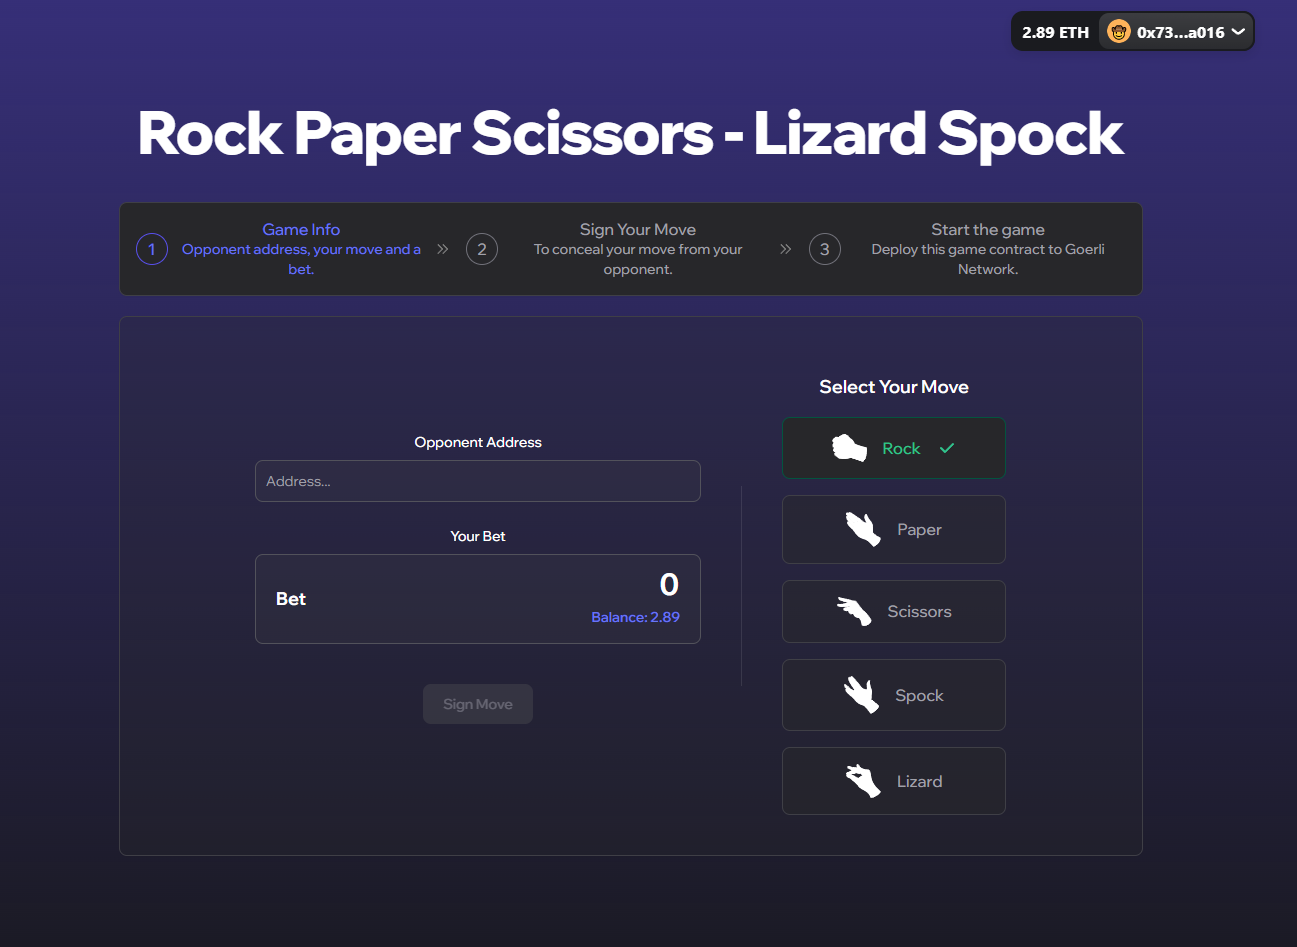 2.89 ETH 0x73...a016
Rock Paper Scissors - Lizard Spock
1
Game Info
Opponent address, your move and a
bet.
2
Sign Your Move
To conceal your move from your
opponent.
3
Start the game
Deploy this game contract to Goerli
Network.
Opponent Address
Address...
Your Bet
Bet
0
Balance: 2.89
Sign Move
Select Your Move
Rock
Paper
Scissors
Spock
Lizard